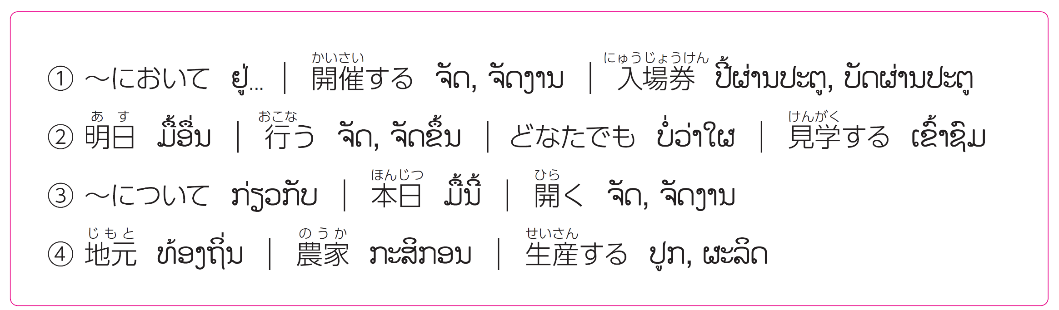 ① ～において ຢູ່... | 開催する ຈັດ, ຈັດງານ | 入場券 ປີ້ຜ່ານປະຕູ, ບັດຜ່ານປະຕູ
かいさい にゅうじょうけん
② 明日 ມື້ອື່ນ | 行う ຈັດ, ຈັດຂຶ້ນ | どなたでも ບໍ່ວ່າໃຜ | 見学する ເຂົ້າຊົມ
あす おこな けんがく
③ ～について ກ່ຽວກັບ | 本日 ມື້ນີ້ | 開く ຈັດ, ຈັດງານ
ほんじつ ひら
④ 地元 ທ້ອງຖິ່ນ | 農家 ກະສິກອນ | 生産する ປູກ, ຜະລິດ
じもと のうか せいさん